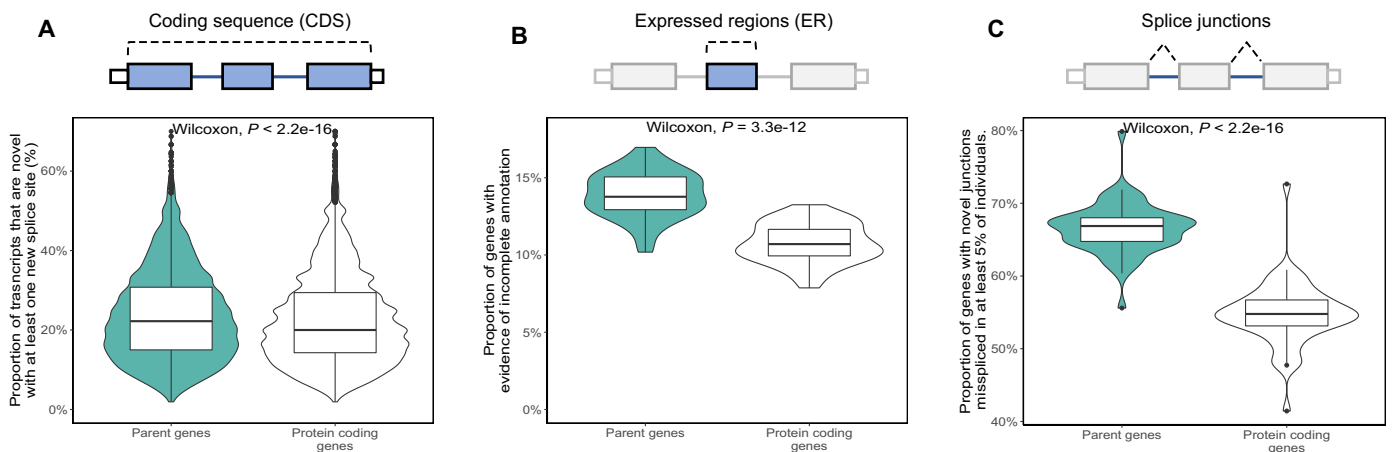 A
Coding sequence (CDS)
Wilcoxon, P < 2.2e-16
Proportion of trasncripts that are novel
with at least one new splice site (%)
60%
40%
20%
0%
Parent genes
Protein coding
genes
B
Expressed regions (ER)
Wilcoxon, P = 3.3e-12
Proportion of genes with
evidence of incomplete annotation
15%
10%
5%
0%
Parent genes
Protein coding
genes
C
Splice junctions
Wilcoxon, P < 2.2e-16
Proportion of genes with novel junctions
misspliced in at least 5% of individuals.
80%
70%
60%
50%
40%
Parent genes
Protein coding
genes